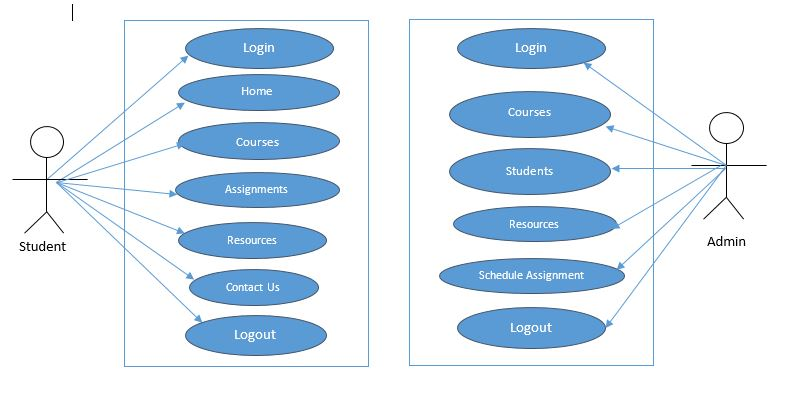 Login
Home
Courses
Assignments
Resources
Contact Us
Logout
Student
Login
Courses
Students
Resources
Schedule Assignment
Logout
Admin